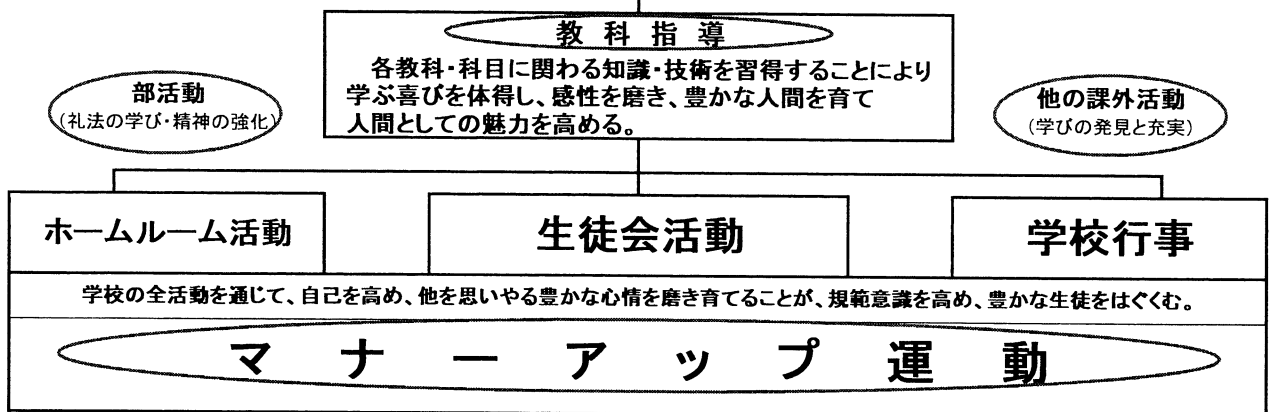 教科指導
各教科・科目に関わる知識・技術を習得することにより
学ぶ喜びを体得し、感性を磨き、豊かな人間を育て
人間としての魅力を高める。
部活動
(礼法の学び・精神の強化)
他の課外活動
(学びの発見と充実)
ホームルーム活動
生徒会活動
学校行事
学校の全活動を通じて、自己を高め、他を思いやる豊かな心情を磨き育てることが、規範意識を高め、豊かな生徒をはぐくむ。
マナーアップ運動